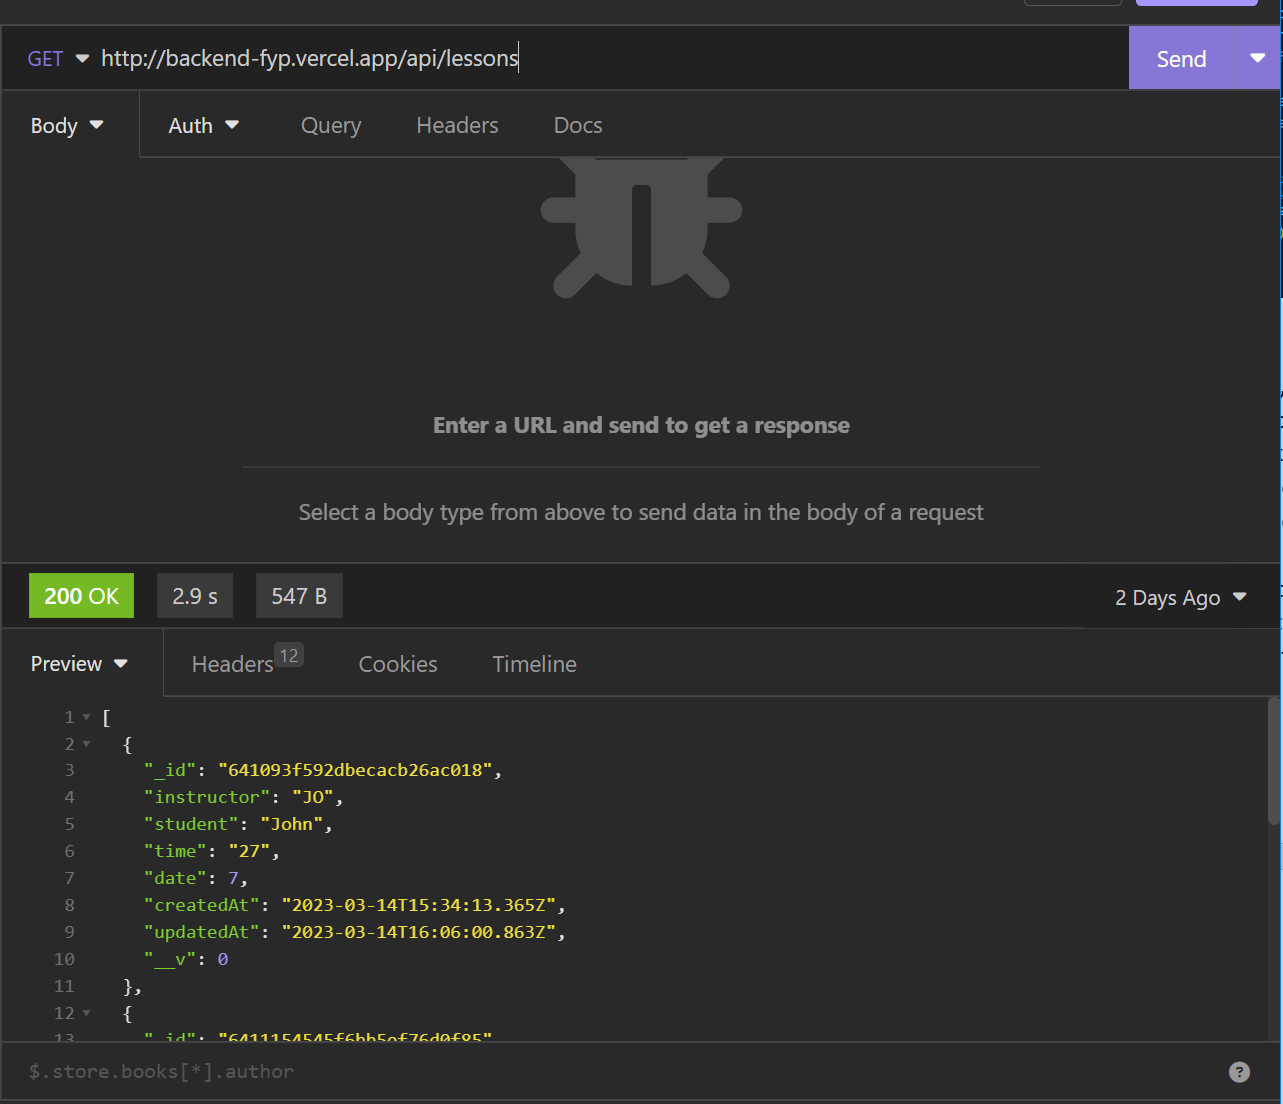 GET http://backend-fyp.vercel.app/api/lessons Send
Body Auth Query Headers Docs
Enter a URL and send to get a response
Select a body type from above to send data in the body of a request
200 OK 2.9 s 547 B 2 Days Ago
Preview Headers 12 Cookies Timeline
1 [
2 {
3 "_id": "641093f592dbecacb26ac018",
4 "instructor": "JO",
5 "student": "John",
6 "time": "27",
7 "date": 7,
8 "createdAt": "2023-03-14T15:34:13.365Z",
9 "updatedAt": "2023-03-14T16:06:00.863Z",
10 "__v": 0
11 },
12 {
13 "_id":
$.store.books[*].author ?